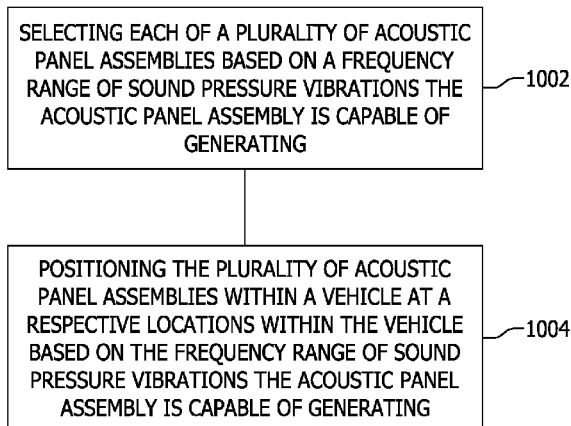 SELECTING EACH OF A PLURALITY OF ACOUSTIC
PANEL ASSEMBLIES BASED ON A FREQUENCY
RANGE OF SOUND PRESSURE VIBRATIONS THE
ACOUSTIC PANEL ASSEMBLY IS CAPABLE OF
GENERATING
1002
POSITIONING THE PLURALITY OF ACOUSTIC
PANEL ASSEMBLIES WITHIN A VEHICLE AT A
RESPECTIVE LOCATIONS WITHIN THE VEHICLE
BASED ON THE FREQUENCY RANGE OF SOUND
PRESSURE VIBRATIONS THE ACOUSTIC PANEL
ASSEMBLY IS CAPABLE OF GENERATING
1004